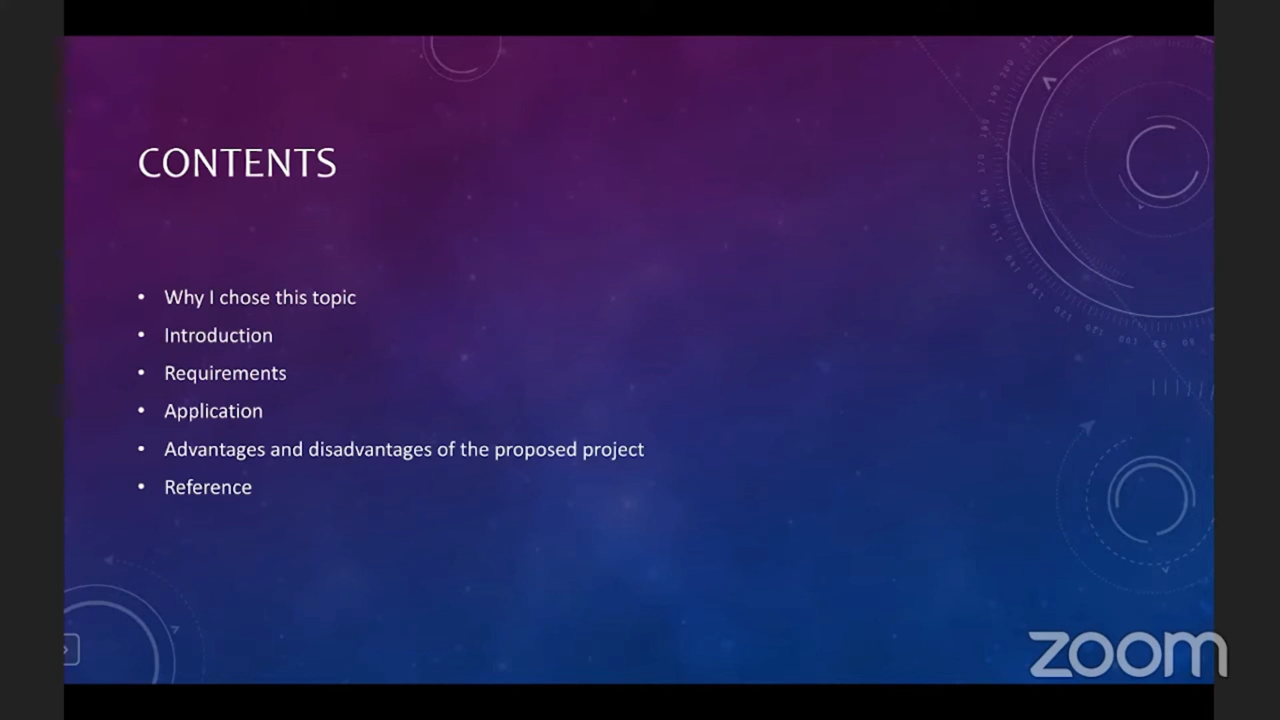 CONTENTS
• Why I chose this topic
• Introduction
• Requirements
• Application
• Advantages and disadvantages of the proposed project
• Reference
zoom